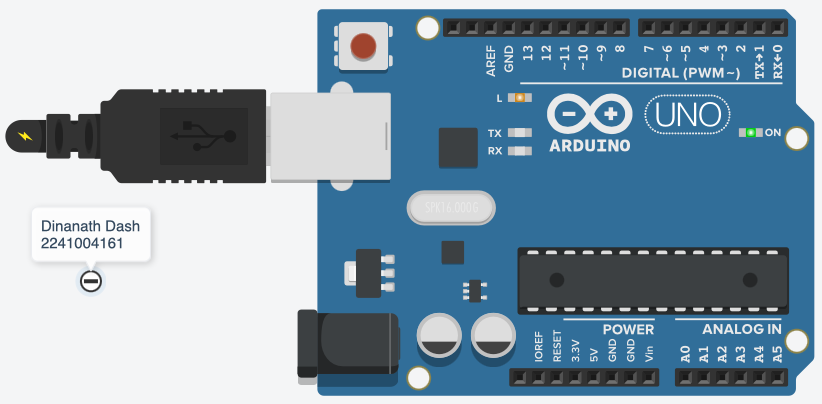 AREF
GND
13
12
~11
~10
~9
8
7
~6
~5
4
~3
2
TX→1
RX←0
DIGITAL (PWM~)
L
TX
RX
ARDUINO
UNO
ON
SPK16.000G
Dinanath Dash
2241004161
IOREF
RESET
3.3V
5V
GND
GND
Vin
POWER
ANALOG IN
A0
A1
A2
A3
A4
A5